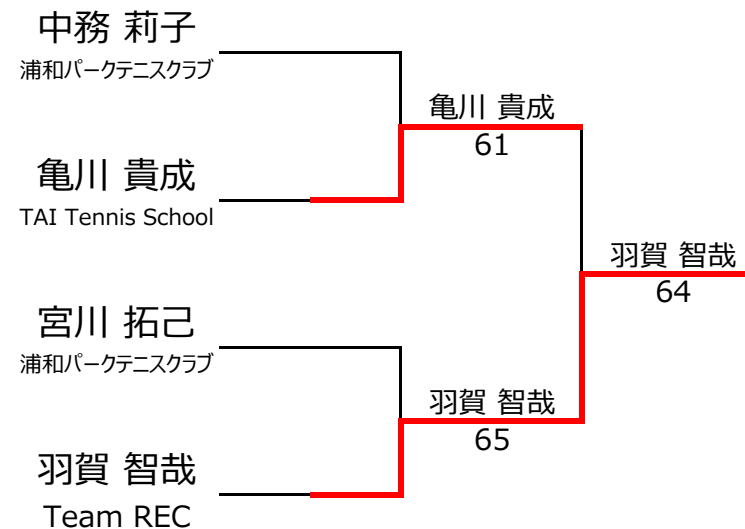 中務 莉子
浦和パークテニスクラブ
亀川 貴成
61
亀川 貴成
TAI Tennis School
羽賀 智哉
64
宮川 拓己
浦和パークテニスクラブ
羽賀 智哉
65
羽賀 智哉
Team REC